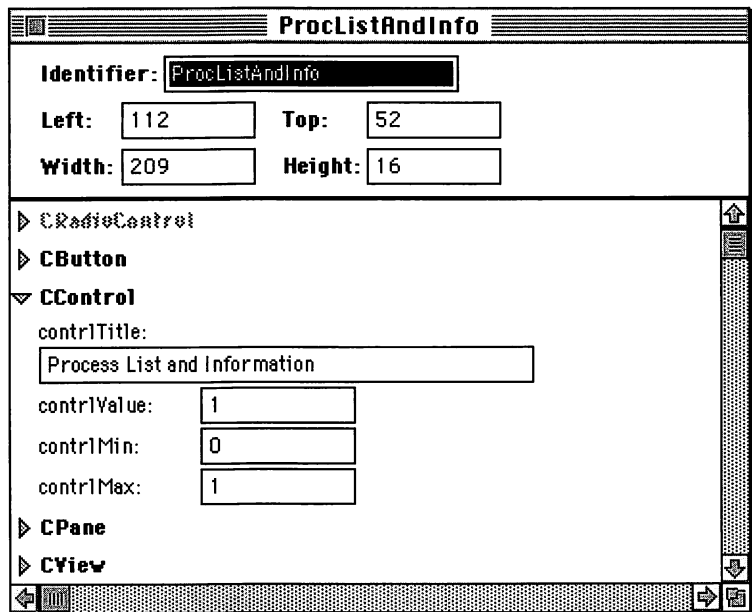 ProcListAndInfo
Identifier: ProcListAndInfo
Left: 112 Top: 52
Width: 209 Height: 16
CRadioControl
CButton
CControl
contrlTitle:
Process List and Information
contrlValue: 1
contrlMin: 0
contrlMax: 1
CPane
CView